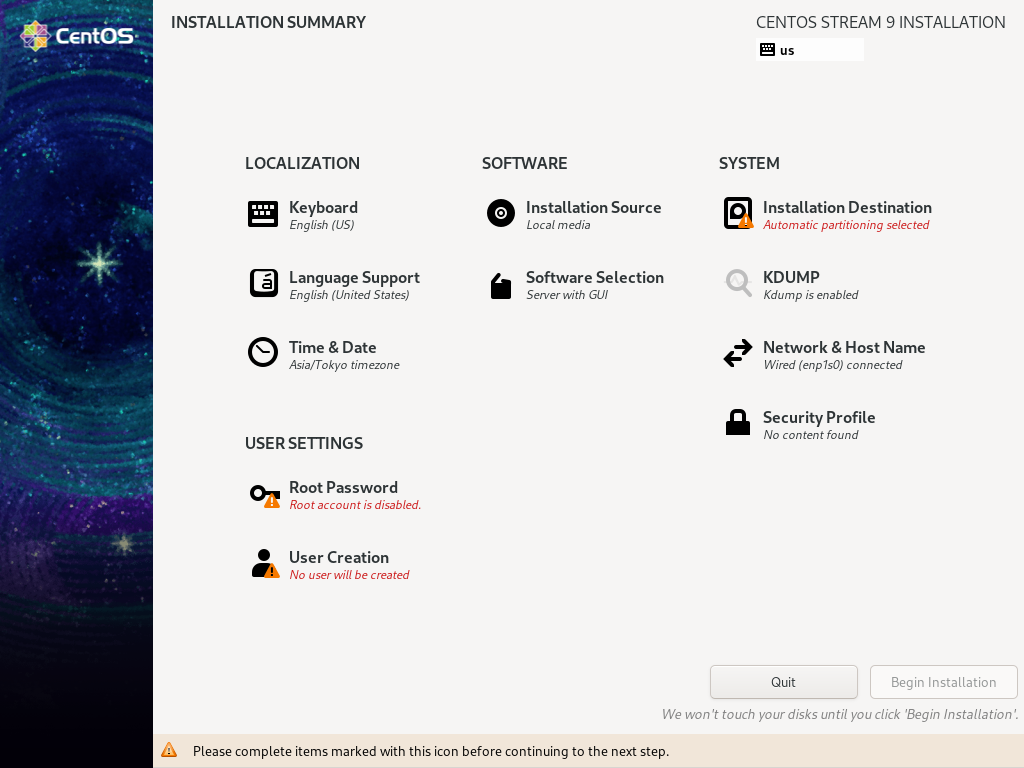 CentOS
INSTALLATION SUMMARY
CENTOS STREAM 9 INSTALLATION
us
LOCALIZATION
Keyboard
English (US)
Language Support
English (United States)
Time & Date
Asia/Tokyo timezone
SOFTWARE
Installation Source
Local media
Software Selection
Server with GUI
SYSTEM
Installation Destination
Automatic partitioning selected
KDUMP
Kdump is enabled
Network & Host Name
Wired (enp1s0) connected
Security Profile
No content found
USER SETTINGS
Root Password
Root account is disabled.
User Creation
No user will be created
Quit
Begin Installation
We won't touch your disks until you click 'Begin Installation'.
Please complete items marked with this icon before continuing to the next step.